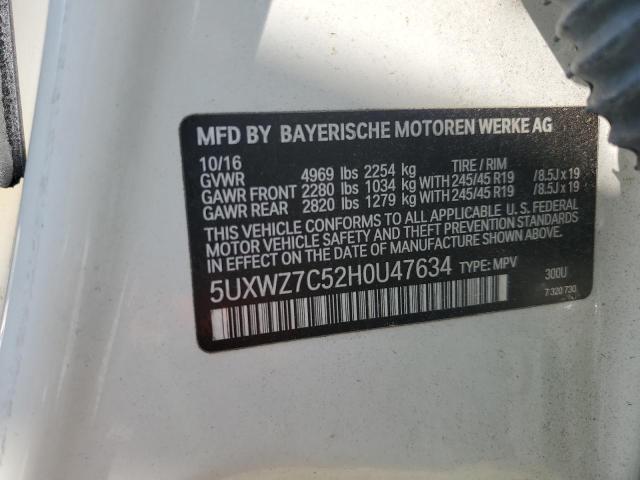 MFD BY BAYERISCHE MOTOREN WERKE AG
10/16 TIRE / RIM
GVWR 4969 lbs 2254 kg
GAWR FRONT 2280 lbs 1034 kg WITH 245/45 R19 / 8.5J x 19
GAWR REAR 2820 lbs 1279 kg WITH 245/45 R19 / 8.5J x 19
THIS VEHICLE CONFORMS TO ALL APPLICABLE U. S. FEDERAL
MOTOR VEHICLE SAFETY AND THEFT PREVENTION STANDARDS
IN EFFECT ON THE DATE OF MANUFACTURE SHOWN ABOVE.
5UXWZ7C52H0U47634 TYPE: MPV 300U
7 320 730